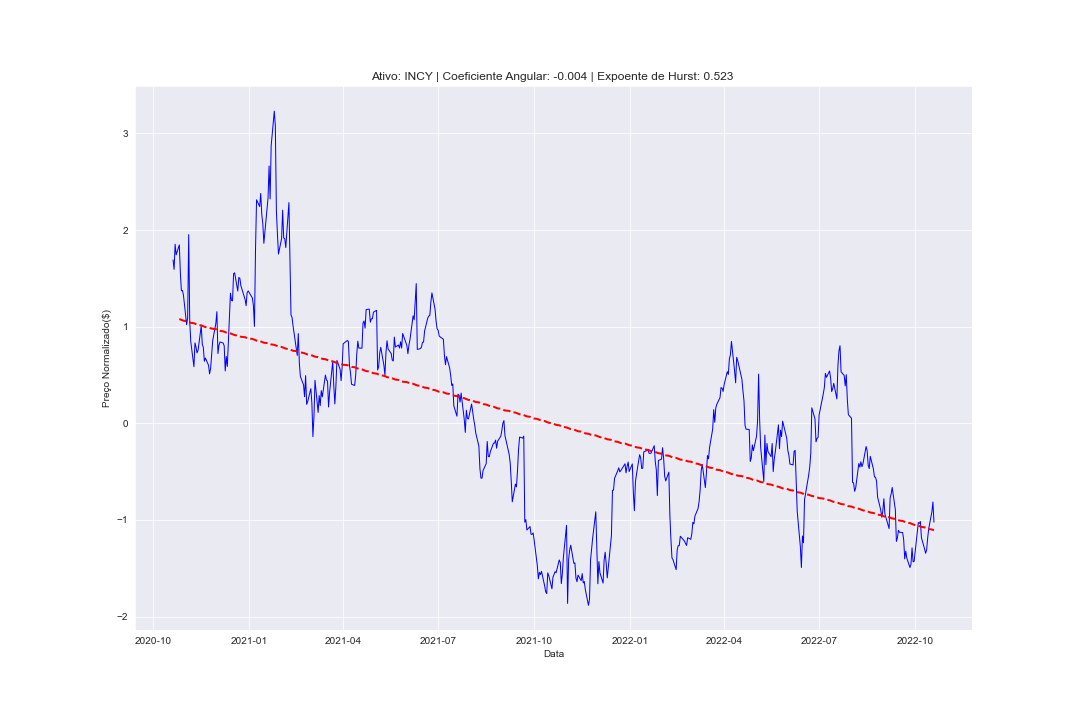 Ativo: INCY | Coeficiente Angular: -0.004 | Expoente de Hurst: 0.523
Preço Normalizado($)
3
2
1
0
−1
−2
2020-10 2021-01 2021-04 2021-07 2021-10 2022-01 2022-04 2022-07 2022-10
Data